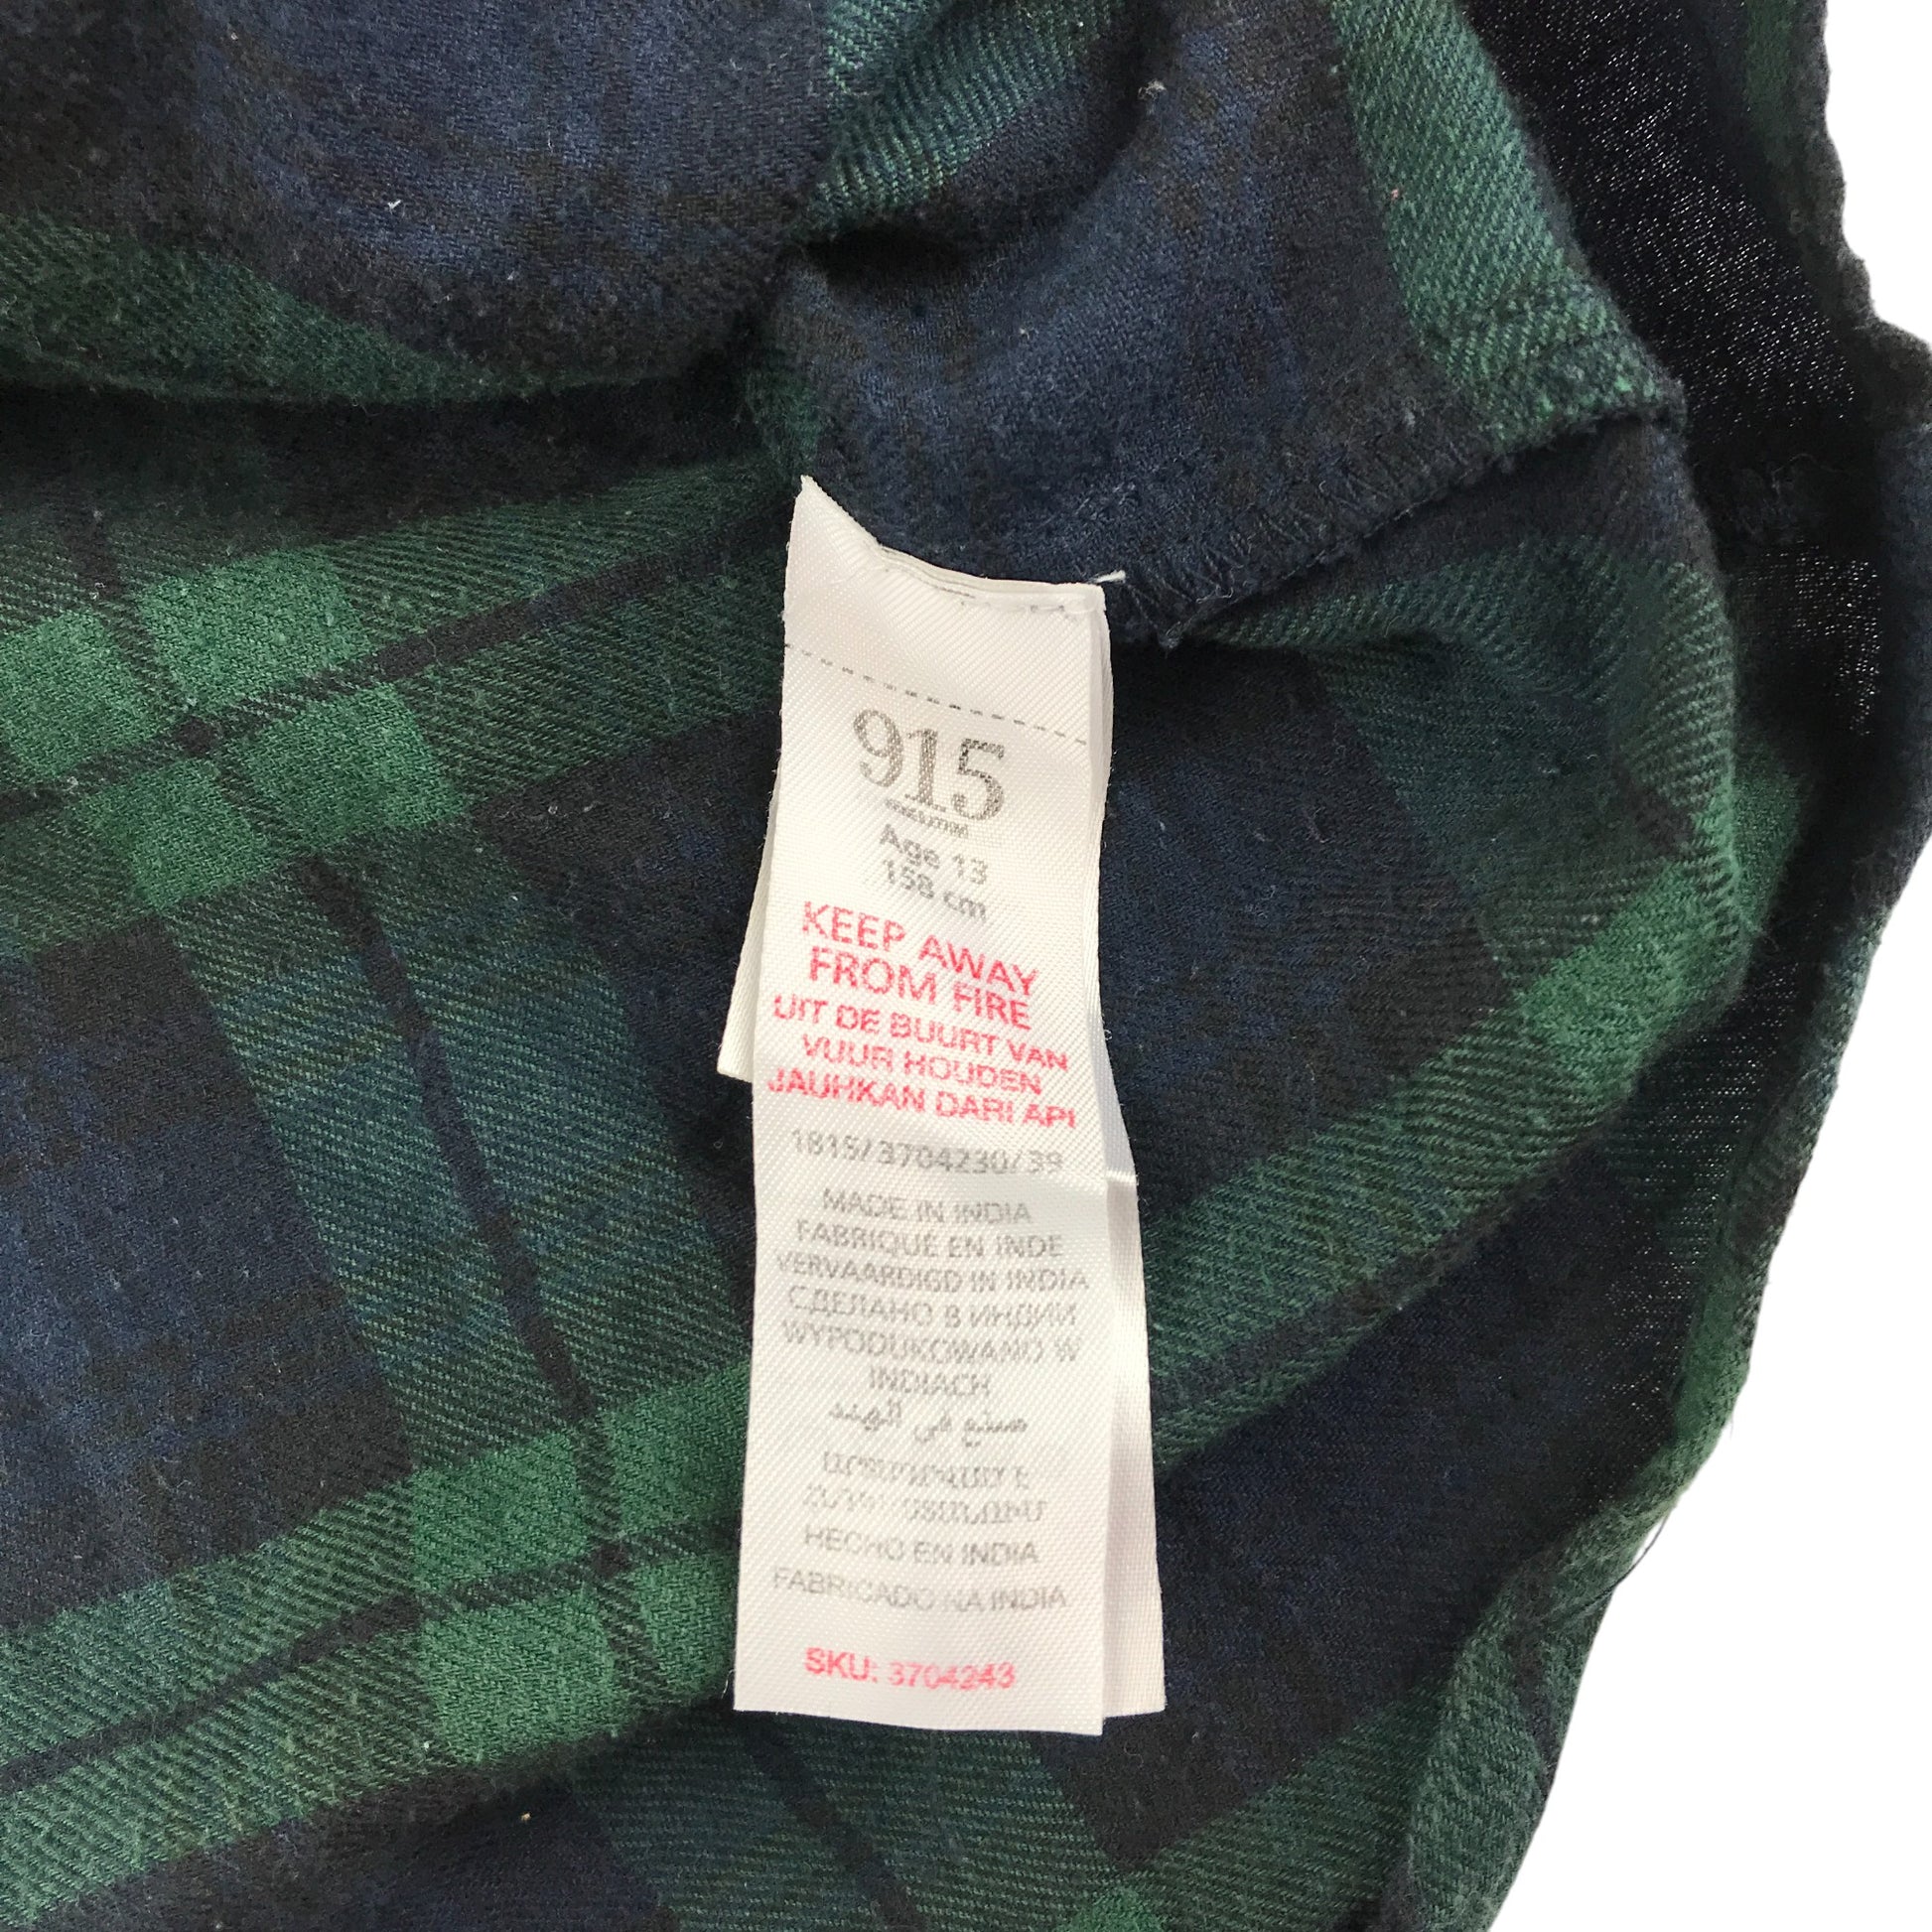 915
Age 13
158 cm
KEEP AWAY
FROM FIRE
UIT DE BUURT VAN
VUUR HOUDEN
JAUHKAN DARI API
1815/3704230/39
MADE IN INDIA
FABRIQUÉ EN INDE
VERVAARDIGD IN INDIA
СДЕЛАНО В ИНДИИ
WYPODUKOWANO W
INDIACH
صنع في الهند
HECHO EN INDIA
FABRICADO NA INDIA
SKU: 3704243